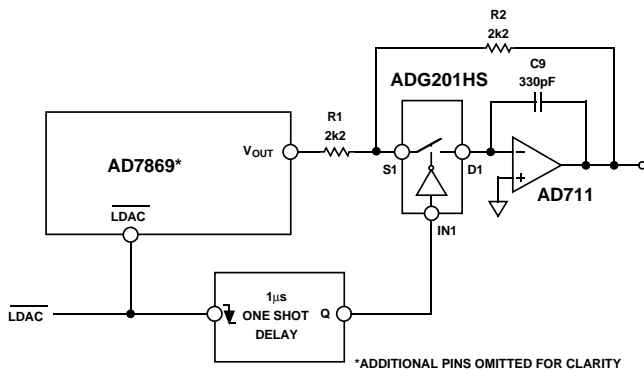 R2
2k2
C9
330pF
ADG201HS
R1
2k2
VOUT
AD7869*
S1
D1
–
+
AD711
LDAC
IN1
LDAC
1μs
ONE SHOT
DELAY
Q
*ADDITIONAL PINS OMITTED FOR CLARITY